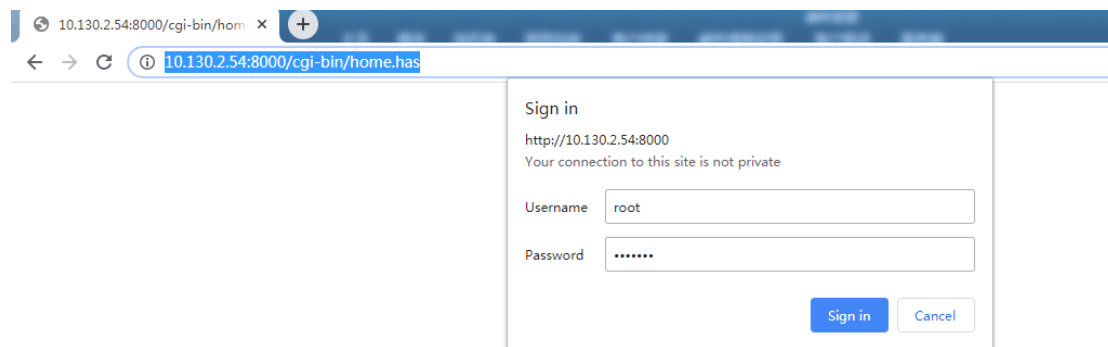 10.130.2.54:8000/cgi-bin/hom
10.130.2.54:8000/cgi-bin/home.has
Sign in
http://10.130.2.54:8000
Your connection to this site is not private
Username root
Password •••••••
Sign in Cancel